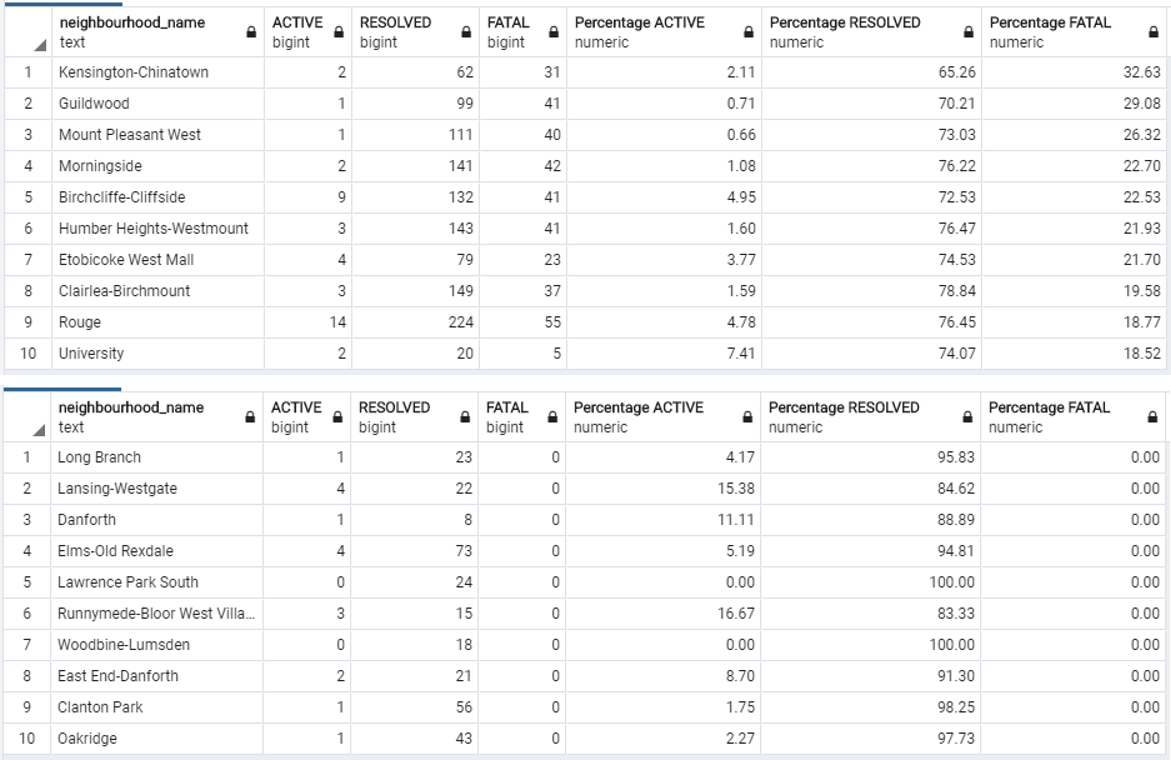 neighbourhood_name ACTIVE RESOLVED FATAL Percentage ACTIVE Percentage RESOLVED Percentage FATAL
text bigint bigint bigint numeric numeric numeric
1 Kensington-Chinatown 2 62 31 2.11 65.26 32.63
2 Guildwood 1 99 41 0.71 70.21 29.08
3 Mount Pleasant West 1 111 40 0.66 73.03 26.32
4 Morningside 2 141 42 1.08 76.22 22.70
5 Birchcliffe-Cliffside 9 132 41 4.95 72.53 22.53
6 Humber Heights-Westmount 3 143 41 1.60 76.47 21.93
7 Etobicoke West Mall 4 79 23 3.77 74.53 21.70
8 Clairlea-Birchmount 3 149 37 1.59 78.84 19.58
9 Rouge 14 224 55 4.78 76.45 18.77
10 University 2 20 5 7.41 74.07 18.52
neighbourhood_name ACTIVE RESOLVED FATAL Percentage ACTIVE Percentage RESOLVED Percentage FATAL
text bigint bigint bigint numeric numeric numeric
1 Long Branch 1 23 0 4.17 95.83 0.00
2 Lansing-Westgate 4 22 0 15.38 84.62 0.00
3 Danforth 1 8 0 11.11 88.89 0.00
4 Elms-Old Rexdale 4 73 0 5.19 94.81 0.00
5 Lawrence Park South 0 24 0 0.00 100.00 0.00
6 Runnymede-Bloor West Villa... 3 15 0 16.67 83.33 0.00
7 Woodbine-Lumsden 0 18 0 0.00 100.00 0.00
8 East End-Danforth 2 21 0 8.70 91.30 0.00
9 Clanton Park 1 56 0 1.75 98.25 0.00
10 Oakridge 1 43 0 2.27 97.73 0.00